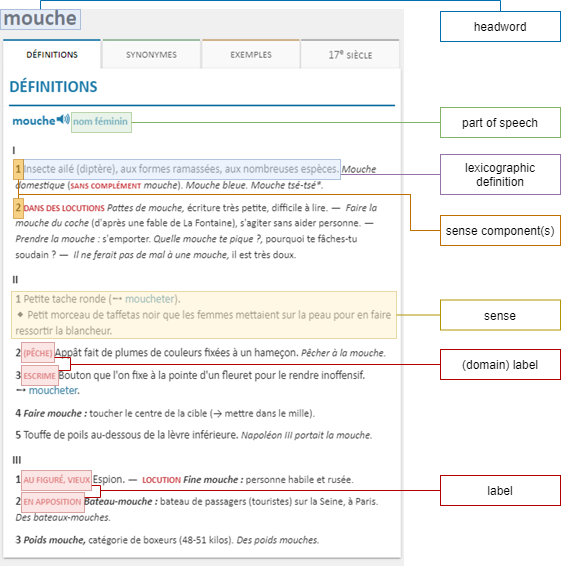 mouche
headword
DÉFINITIONS SYNONYMES EXEMPLES 17e SIÈCLE
DÉFINITIONS
mouche nom féminin
part of speech
I
1 Insecte ailé (diptère), aux formes ramassées, aux nombreuses espèces. Mouche
domestique (SANS COMPLÉMENT mouche). Mouche bleue. Mouche tsé-tsé*.
lexicographic
definition
2 DANS DES LOCUTIONS Pattes de mouche, écriture très petite, difficile à lire. — Faire la
mouche du coche (d'après une fable de La Fontaine), s'agiter sans aider personne. —
Prendre la mouche : s'emporter. Quelle mouche te pique ?, pourquoi te fâches-tu
soudain ? — Il ne ferait pas de mal à une mouche, il est très doux.
sense component(s)
II
1 Petite tache ronde (↔ moucheter).
◆ Petit morceau de taffetas noir que les femmes mettaient sur la peau pour en faire
ressortir la blancheur.
sense
2 (PÊCHE) Appât fait de plumes de couleurs fixées à un hameçon. Pêcher à la mouche.
3 ESCRIME Bouton que l'on fixe à la pointe d'un fleuret pour le rendre inoffensif.
↔ moucheter.
(domain) label
4 Faire mouche : toucher le centre de la cible (→ mettre dans le mille).
5 Touffe de poils au-dessous de la lèvre inférieure. Napoléon III portait la mouche.
III
1 AU FIGURÉ, VIEUX Espion. — LOCUTION Fine mouche : personne habile et rusée.
2 EN APPOSITION Bateau-mouche : bateau de passagers (touristes) sur la Seine, à Paris.
Des bateaux-mouches.
label
3 Poids mouche, catégorie de boxeurs (48-51 kilos). Des poids mouches.